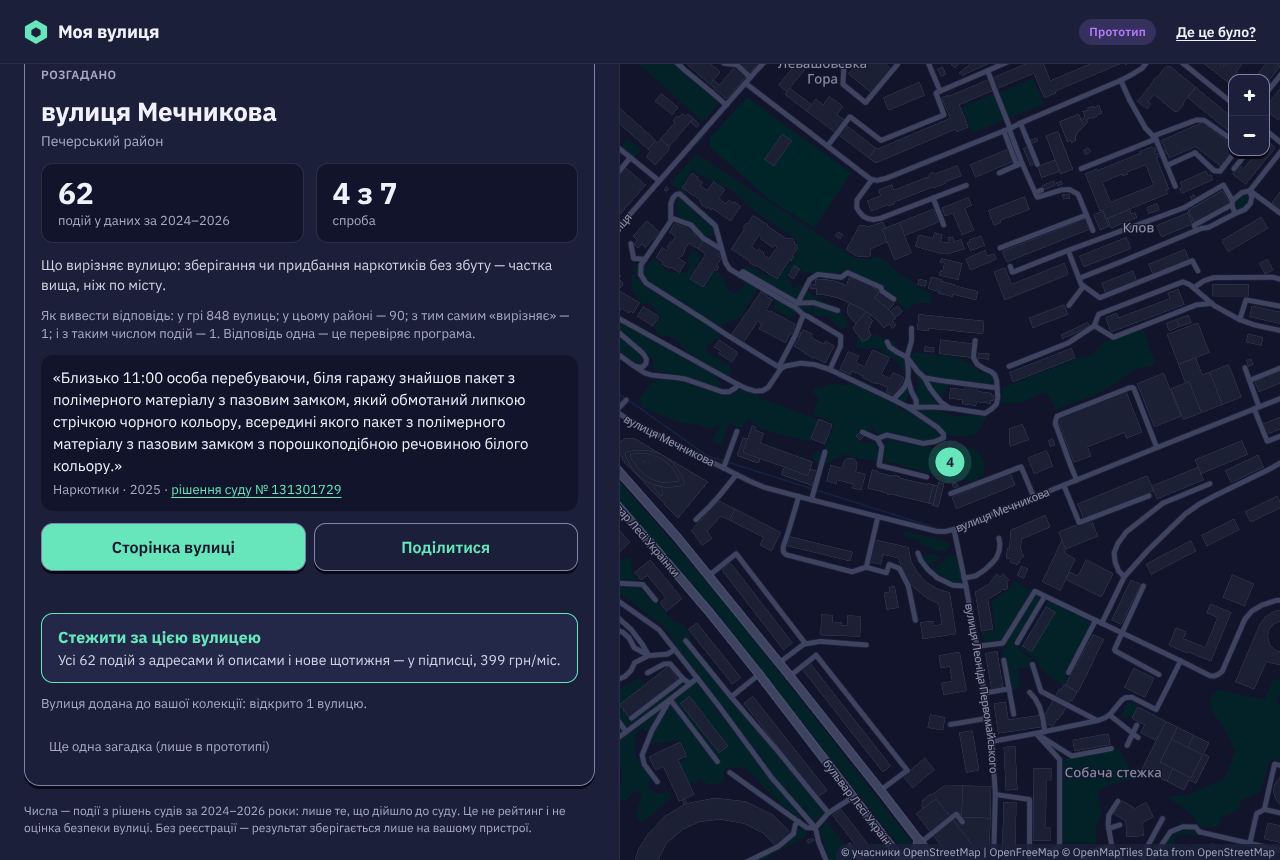 Моя вулиця
Прототип
Де це було?
РОЗГАДАНО
вулиця Мечникова
Печерський район
62
подій у даних за 2024–2026
4 з 7
спроба
Що вирізняє вулицю: зберігання чи придбання наркотиків без збуту — частка
вища, ніж по місту.
Як вивести відповідь: у грі 848 вулиць; у цьому районі — 90; з тим самим «вирізняє» —
1; і з таким числом подій — 1. Відповідь одна — це перевіряє програма.
«Близько 11:00 особа перебуваючи, біля гаражу знайшов пакет з
полімерного матеріалу з пазовим замком, який обмотаний липкою
стрічкою чорного кольору, всередині якого пакет з полімерного
матеріалу з пазовим замком з порошкоподібною речовиною білого
кольору.»
Наркотики · 2025 · рішення суду № 131301729
Сторінка вулиці
Поділитися
Стежити за цією вулицею
Усі 62 подій з адресами й описами і нове щотижня — у підписці, 399 грн/міс.
Вулиця додана до вашої колекції: відкрито 1 вулицю.
Ще одна загадка (лише в прототипі)
Числа — події з рішень судів за 2024–2026 роки: лише те, що дійшло до суду. Це не рейтинг і не
оцінка безпеки вулиці. Без реєстрації — результат зберігається лише на вашому пристрої.
Левашовська
Гора
+
−
Клов
вулиця Мечникова
4
вулиця Мечникова
Лесі Українки
вулиця Леоніда Первомайського
Собача стежка
бульвар Лесі
© учасники OpenStreetMap | OpenFreeMap © OpenMapTiles Data from OpenStreetMap